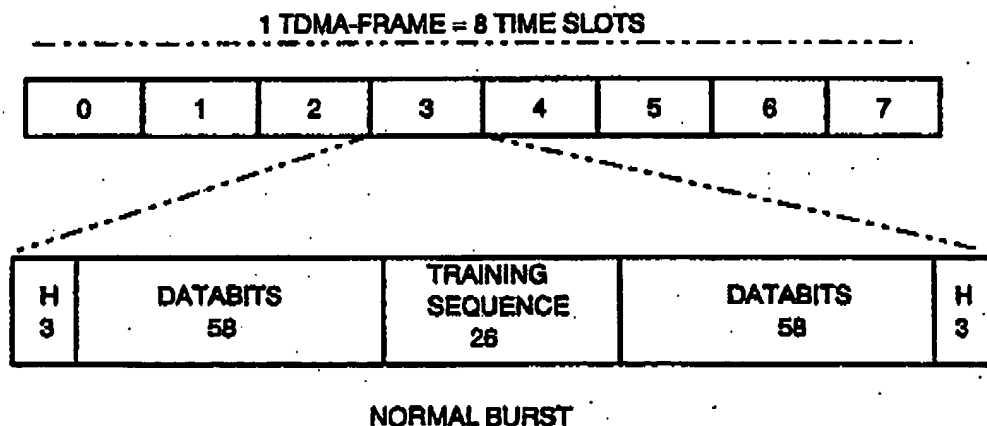 1 TDMA-FRAME = 8 TIME SLOTS
0 1 2 3 4 5 6 7
H 3
DATABITS 58
TRAINING SEQUENCE 26
DATABITS 58
H 3
NORMAL BURST